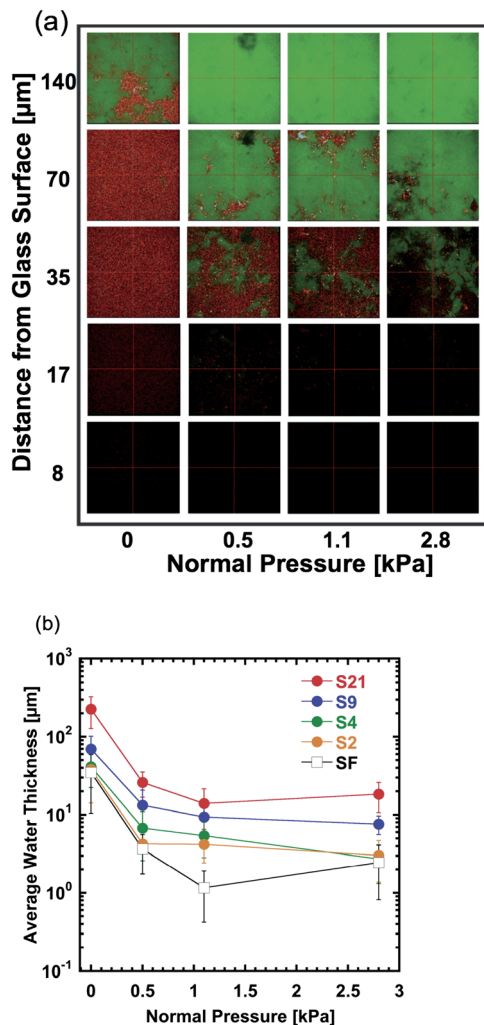 (a)
Distance from Glass Surface [µm]
140
70
35
17
8
0 0.5 1.1 2.8
Normal Pressure [kPa]
(b)
Average Water Thickness [µm]
10³
10²
10¹
10⁰
10⁻¹
S21
S9
S4
S2
SF
0 0.5 1 1.5 2 2.5 3
Normal Pressure [kPa]